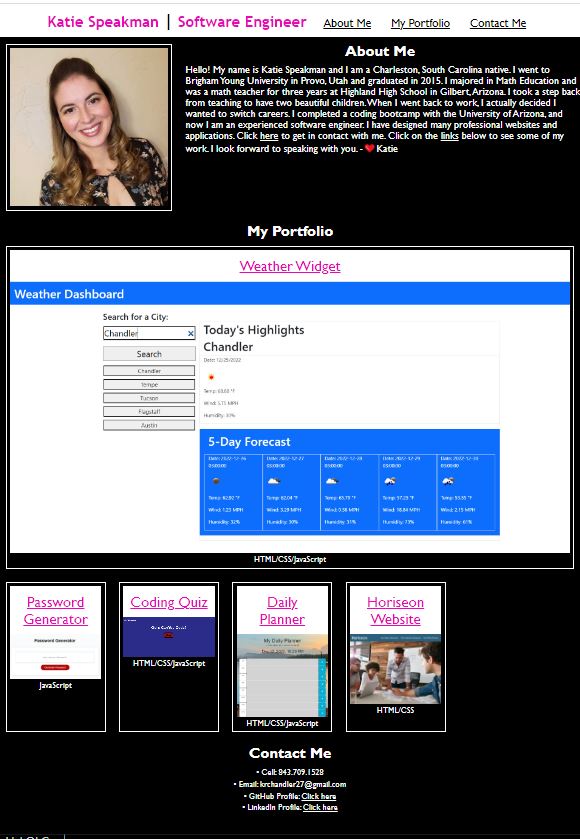 Katie Speakman | Software Engineer About Me My Portfolio Contact Me
About Me
Hello! My name is Katie Speakman and I am a Charleston, South Carolina native. I went to
Brigham Young University in Provo, Utah and graduated in 2015. I majored in Math Education and
was a math teacher for three years at Highland High School in Gilbert, Arizona. I took a step back
from teaching to have two beautiful children. When I went back to work, I actually decided I
wanted to switch careers. I completed a coding bootcamp with the University of Arizona, and
now I am an experienced software engineer. I have designed many professional websites and
applications. Click here to get in contact with me. Click on the links below to see some of my
work. I look forward to speaking with you. - ❤ Katie
My Portfolio
Weather Widget
Weather Dashboard
Search for a City:
Chandler
Search
Chandler
Tempe
Tucson
Flagstaff
Austin
Today's Highlights
Chandler
Date: 12/25/2022
Wind: 5.75 MPH
Humidity: 30%
5-Day Forecast
Date: 2022-12-26 Date: 2022-12-27 Date: 2022-12-28 Date: 2022-12-29 Date: 2022-12-30
03:00:00 03:00:00 03:00:00 03:00:00 03:00:00
Temp: 62.92 °F Temp: 62.04 °F Temp: 65.79 °F Temp: 57.25 °F Temp: 53.55 °F
Wind: 1.23 MPH Wind: 3.29 MPH Wind: 0.56 MPH Wind: 16.84 MPH Wind: 2.15 MPH
Humidity: 32% Humidity: 30% Humidity: 31% Humidity: 73% Humidity: 61%
HTML/CSS/JavaScript
Password
Generator
Password Generator
JavaScript
Coding Quiz
HTML/CSS/JavaScript
Daily
Planner
My Daily Planner
HTML/CSS/JavaScript
Horiseon
Website
Horiseon
HTML/CSS
Contact Me
• Cell: 843.709.1528
• Email: krchandler27@gmail.com
• GitHub Profile: Click here
• LinkedIn Profile: Click here